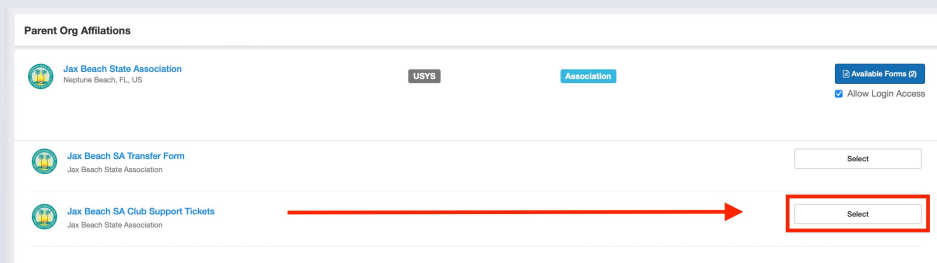 Parent Org Affilations
Jax Beach State Association
Neptune Beach, FL, US
USYS
Association
Available Forms (2)
Allow Login Access
Jax Beach SA Transfer Form
Jax Beach State Association
Select
Jax Beach SA Club Support Tickets
Jax Beach State Association
Select